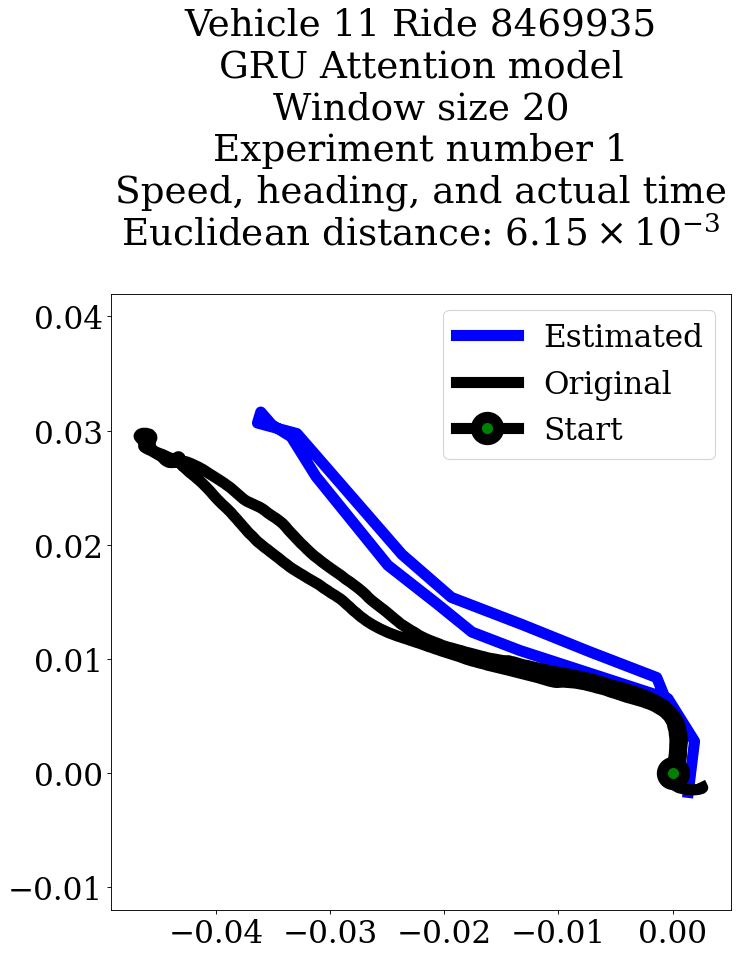 Vehicle 11 Ride 8469935
GRU Attention model
Window size 20
Experiment number 1
Speed, heading, and actual time
Euclidean distance: 6.15 × 10⁻³
Estimated
Original
Start
0.04
0.03
0.02
0.01
0.00
−0.01
−0.04 −0.03 −0.02 −0.01 0.00